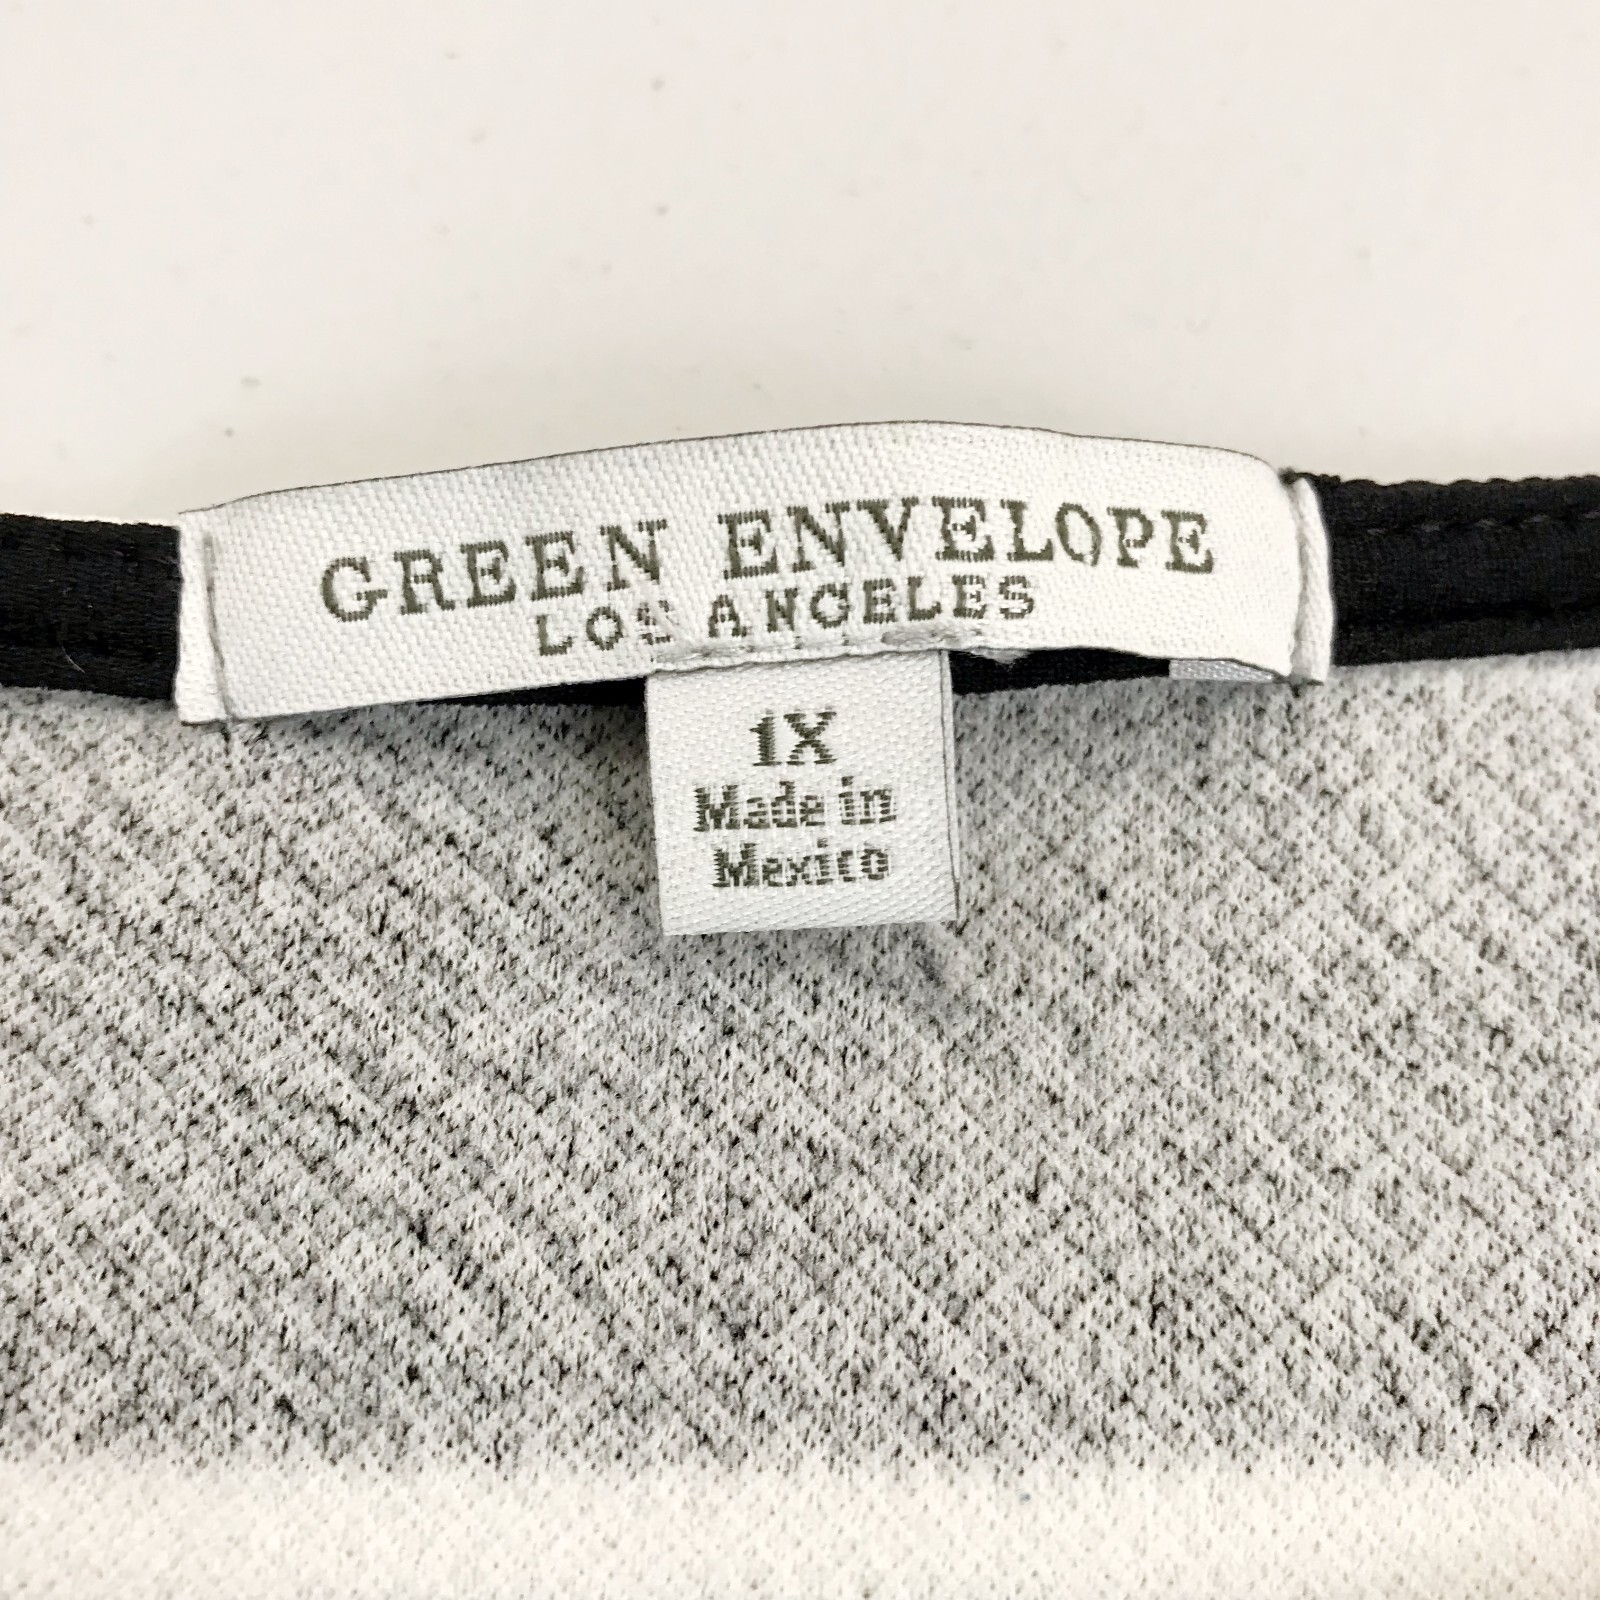 GREEN ENVELOPE
LOS ANGELES
1X
Made in
Mexico